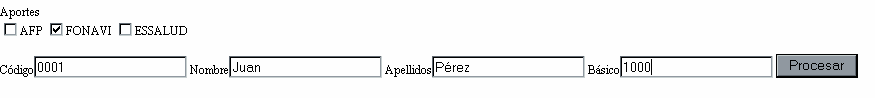 Aportes
AFP FONAVI ESSALUD
Código 0001 Nombre Juan Apellidos Pérez Básico 1000 Procesar